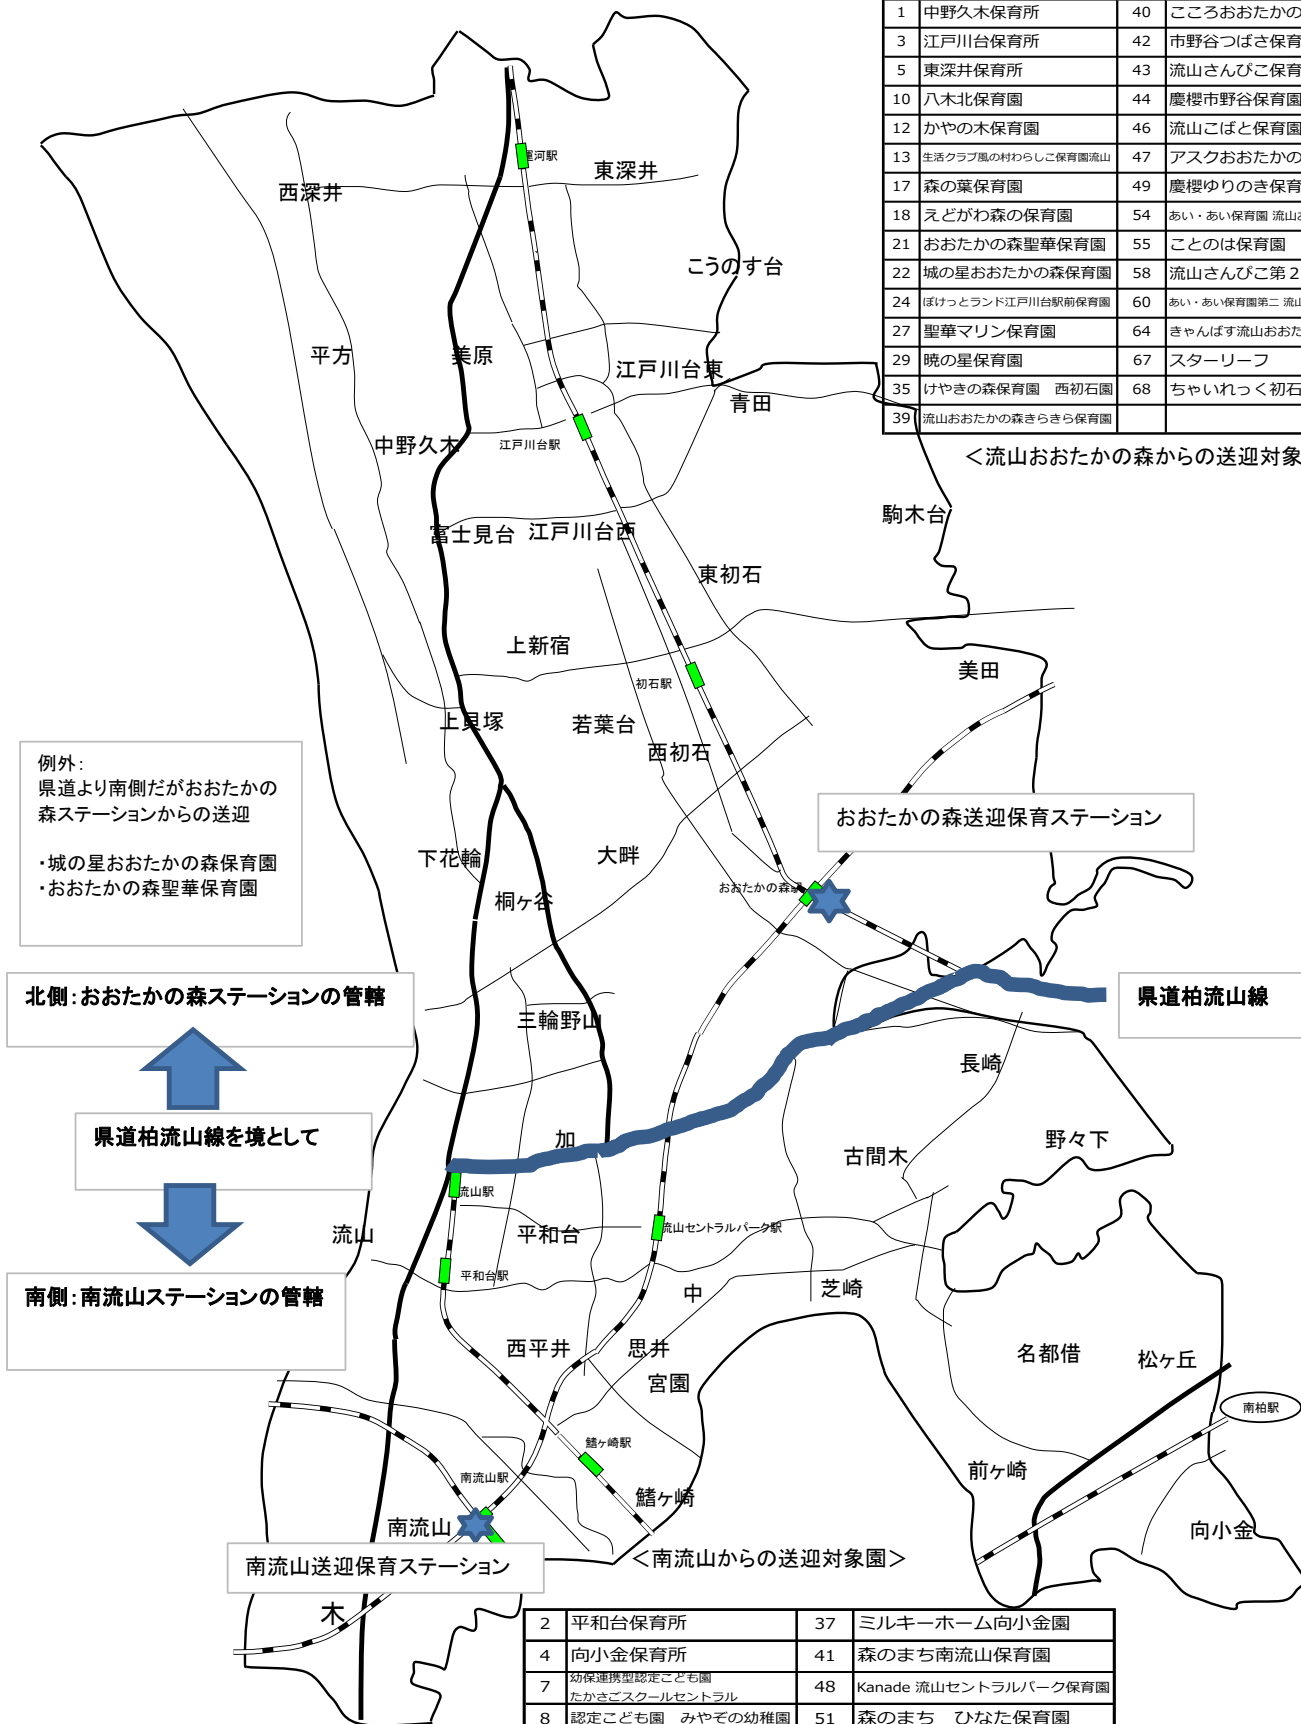 1 中野久木保育所 40 こころおおたかの
3 江戸川台保育所 42 市野谷つばさ保育
5 東深井保育所 43 流山さんぴこ保育
10 八木北保育園 44 慶櫻市野谷保育園
12 かやの木保育園 46 流山こばと保育園
13 生活クラブ風の村わらしこ保育園流山 47 アスクおおたかの
17 森の葉保育園 49 慶櫻ゆりのき保育
18 えどがわ森の保育園 54 あい・あい保育園 流山お
21 おおたかの森聖華保育園 55 ことのは保育園
22 城の星おおたかの森保育園 58 流山さんぴこ第2
24 ぽけっとランド江戸川台駅前保育園 60 あい・あい保育園第二 流山
27 聖華マリン保育園 64 きゃんぱす流山おおた
29 暁の星保育園 67 スターリーフ
35 けやきの森保育園 西初石園 68 ちゃいれっく初石
39 流山おおたかの森きらきら保育園
<流山おおたかの森からの送迎対象
運河駅
東深井
西深井
こうのす台
平方
美原
江戸川台東
青田
中野久木
江戸川台駅
富士見台
江戸川台西
駒木台
東初石
上新宿
初石駅
美田
上貝塚
若葉台
西初石
例外:
県道より南側だがおおたかの
森ステーションからの送迎
・城の星おおたかの森保育園
・おおたかの森聖華保育園
おおたかの森送迎保育ステーション
下花輪
大畔
おおたかの森駅
桐ヶ谷
北側:おおたかの森ステーションの管轄
県道柏流山線
三輪野山
長崎
県道柏流山線を境として
加
古間木
野々下
流山駅
流山
平和台
流山セントラルパーク駅
平和台駅
南側:南流山ステーションの管轄
中
芝崎
西平井
思井
宮園
名都借
松ヶ丘
南柏駅
鰭ヶ崎駅
南流山駅
前ヶ崎
鰭ヶ崎
南流山
向小金
南流山送迎保育ステーション
<南流山からの送迎対象園>
木
2 平和台保育所 37 ミルキーホーム向小金園
4 向小金保育所 41 森のまち南流山保育園
7 幼保連携型認定こども園
たかさごスクールセントラル 48 Kanade 流山セントラルパーク保育園
8 認定こども園 みやぞの幼稚園 51 森のまち ひなた保育園